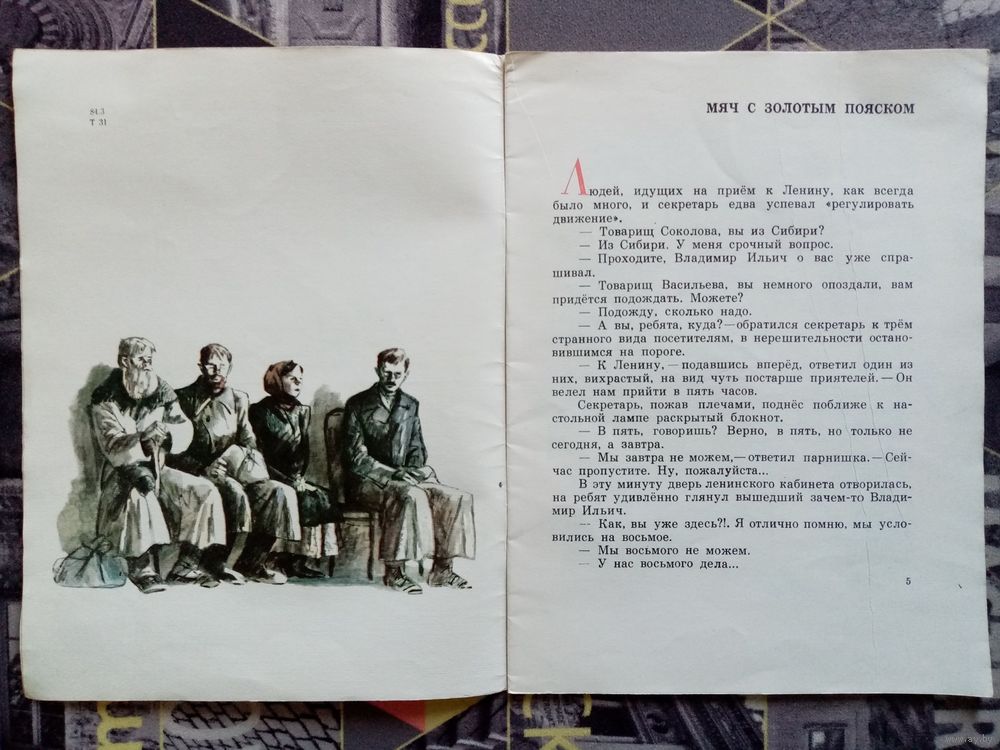 84.3
Т 31
МЯЧ С ЗОЛОТЫМ ПОЯСКОМ
Людей, идущих на приём к Ленину, как всегда
было много, и секретарь едва успевал «регулировать
движение».
— Товарищ Соколова, вы из Сибири?
— Из Сибири. У меня срочный вопрос.
— Проходите, Владимир Ильич о вас уже спра-
шивал.
— Товарищ Васильева, вы немного опоздали, вам
придётся подождать. Можете?
— Подожду, сколько надо.
— А вы, ребята, куда? — обратился секретарь к трём
странного вида посетителям, в нерешительности остано-
вившимся на пороге.
— К Ленину, — подавшись вперёд, ответил один из
них, вихрастый, на вид чуть постарше приятелей. — Он
велел нам прийти в пять часов.
Секретарь, пожав плечами, поднёс поближе к на-
стольной лампе раскрытый блокнот.
— В пять, говоришь? Верно, в пять, но только не
сегодня, а завтра.
— Мы завтра не можем, — ответил парнишка. — Сей-
час пропустите. Ну, пожалуйста...
В эту минуту дверь ленинского кабинета отворилась,
на ребят удивлённо глянул вышедший зачем-то Влади-
мир Ильич.
— Как, вы уже здесь?!. Я отлично помню, мы усло-
вились на восьмое.
— Мы восьмого не можем.
— У нас восьмого дела...
5
www.ay.by